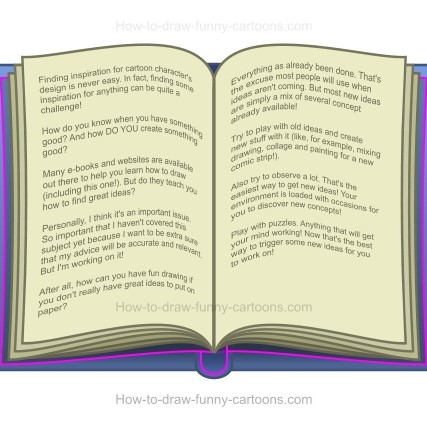 How-to-draw-funny-cartoons.com
Finding inspiration for cartoon character's
design is never easy. In fact, finding some
inspiration for anything can be quite a
challenge!
How do you know when you have something
good? And how DO YOU create something
good?
Many e-books and websites are available
out there to help you learn how to draw
(including this one!). But do they teach you
how to find great ideas?
Personally, I think it's an important issue.
So important that I haven't covered this
subject yet because I want to be extra sure
that my advice will be accurate and relevant.
But I'm working on it!
After all, how can you have fun drawing if
you don't really have great ideas to put on
paper?
Everything as already been done. That's
the excuse most people will use when
ideas aren't coming. But most new ideas
are simply a mix of several concept
already available!
Try to play with old ideas and create
new stuff with it (like, for example, mixing
drawing, collage and painting for a new
comic strip!).
Also try to observe a lot. That's the
easiest way to get new ideas! Your
environment is loaded with occasions for
you to discover new concepts!
Play with puzzles. Anything that will get
your mind working! Now that's the best
way to trigger some new ideas for you
to work on!
How-to-draw-funny-cartoons.com
How-to-draw-funny-cartoons.com